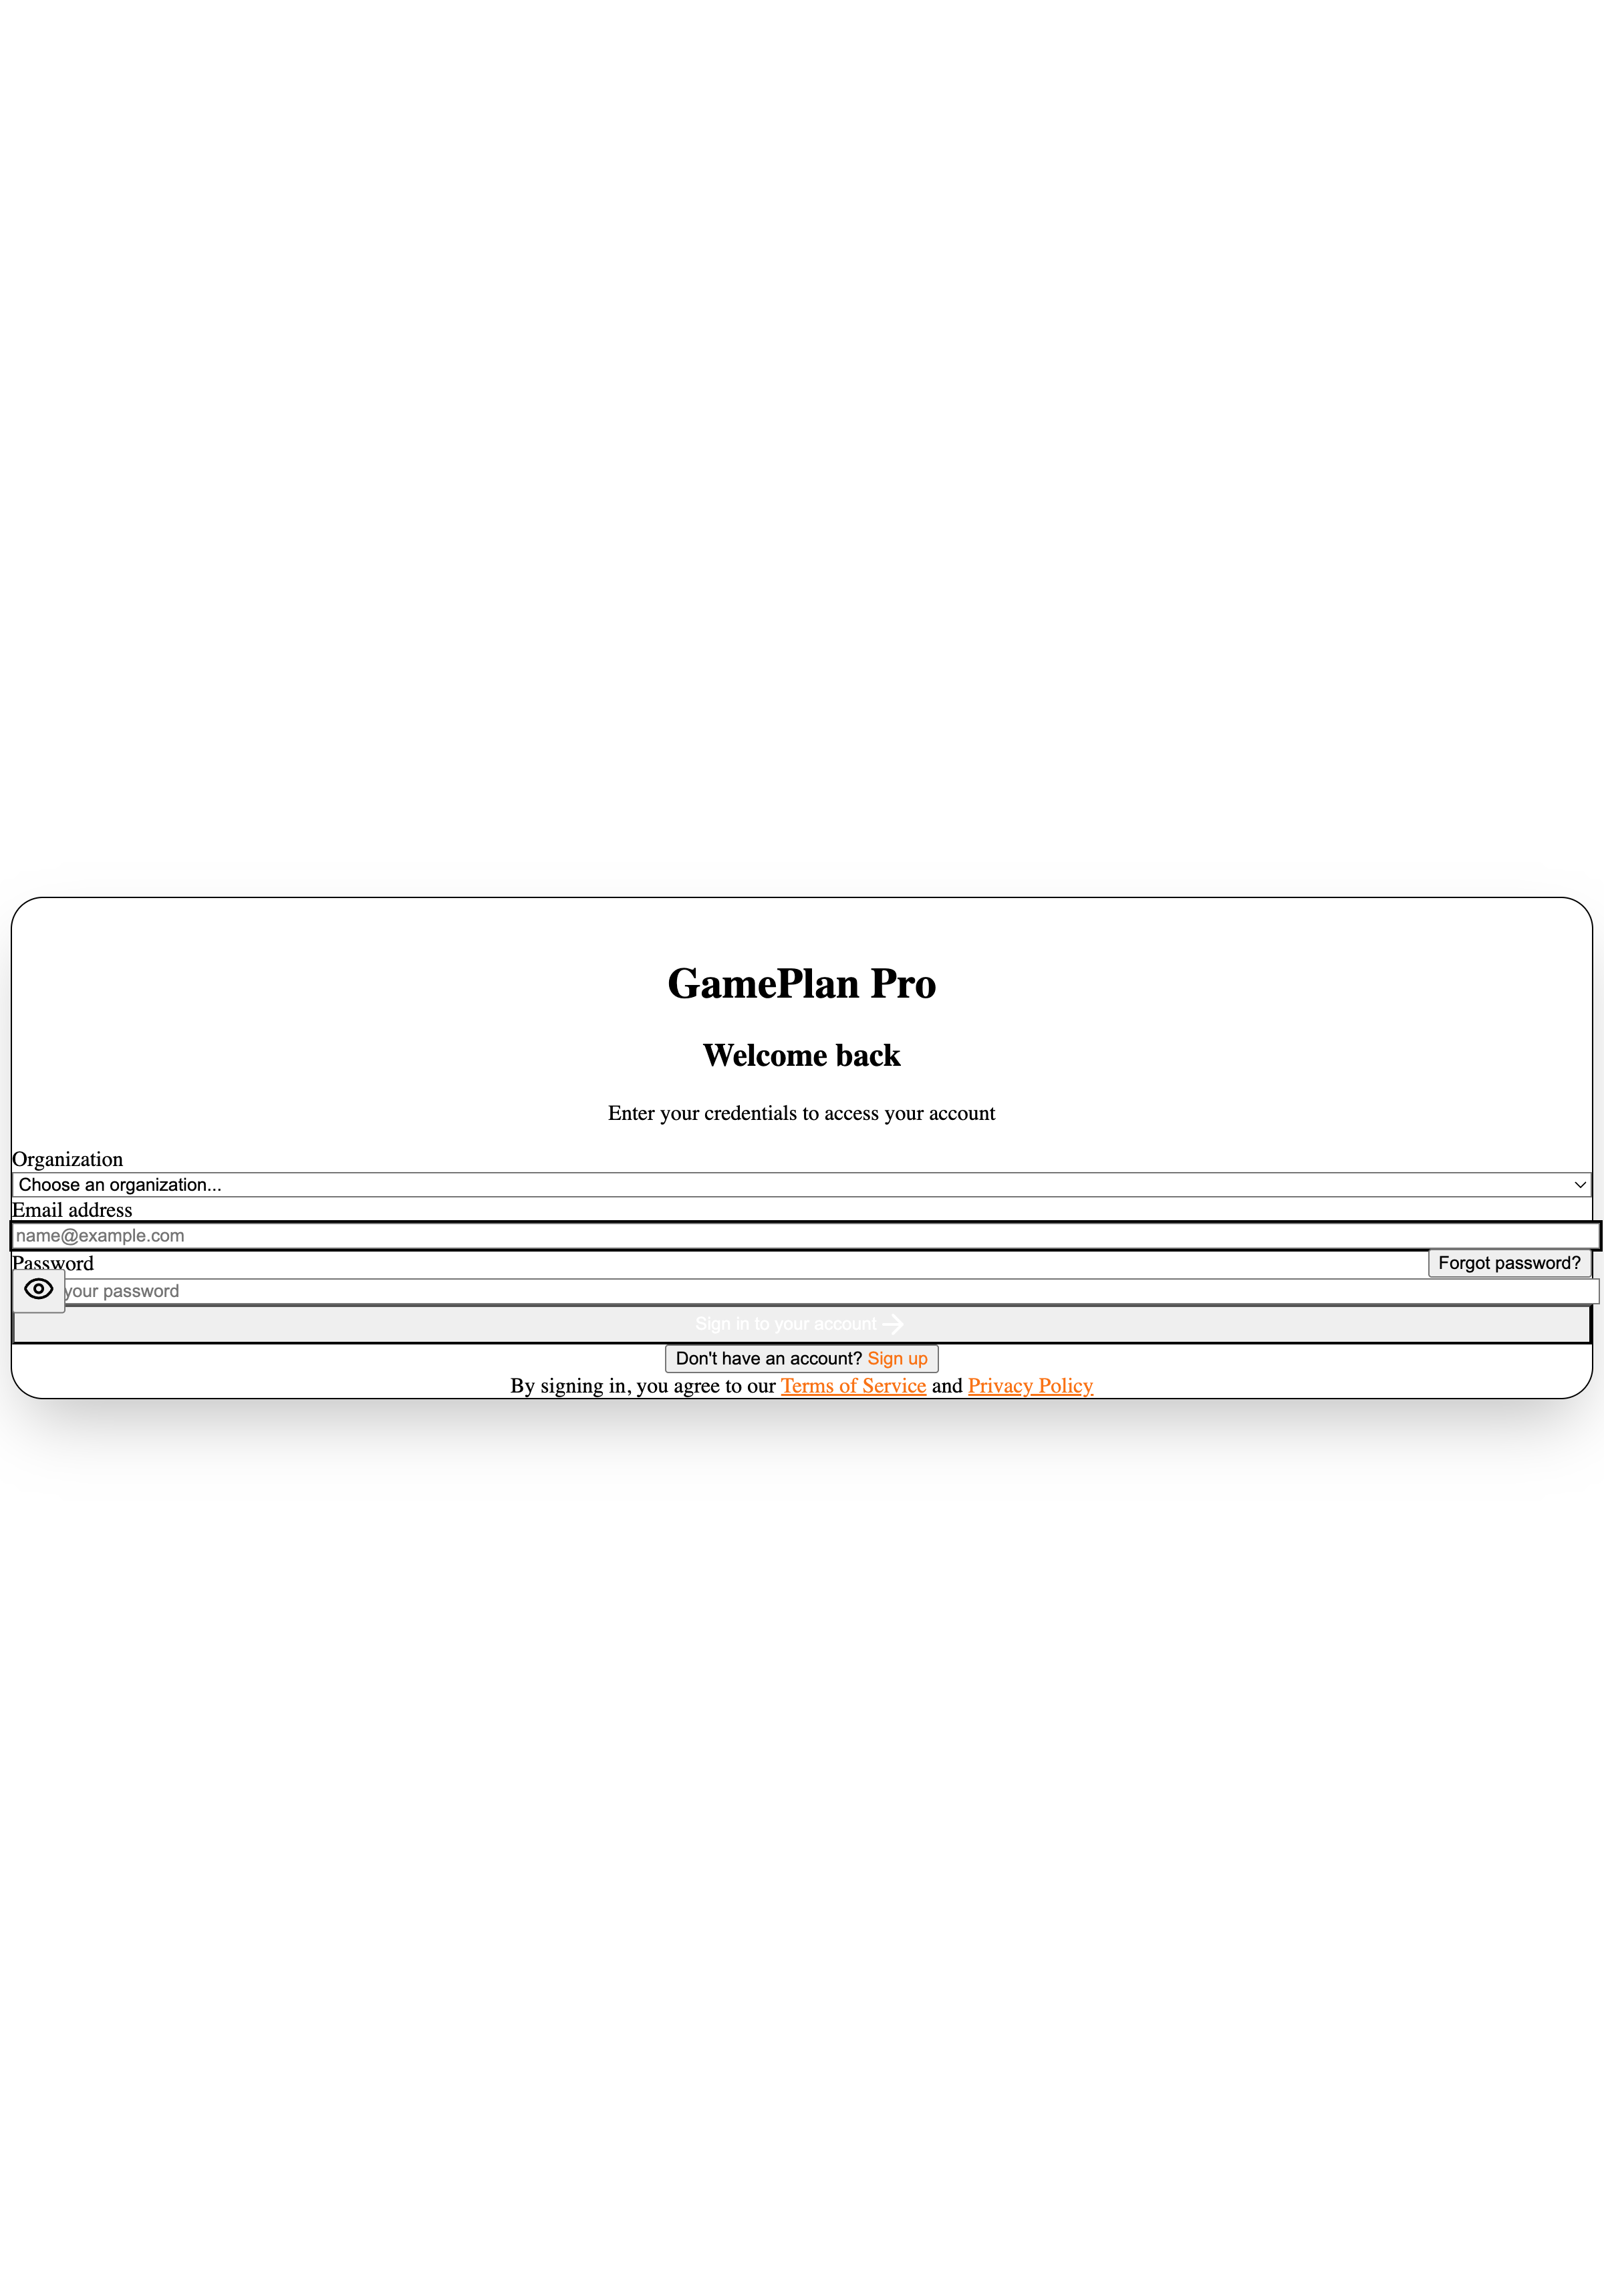 GamePlan Pro
Welcome back
Enter your credentials to access your account
Organization
Choose an organization...
Email address
name@example.com
Password
Forgot password?
your password
Sign in to your account
Don't have an account? Sign up
By signing in, you agree to our Terms of Service and Privacy Policy